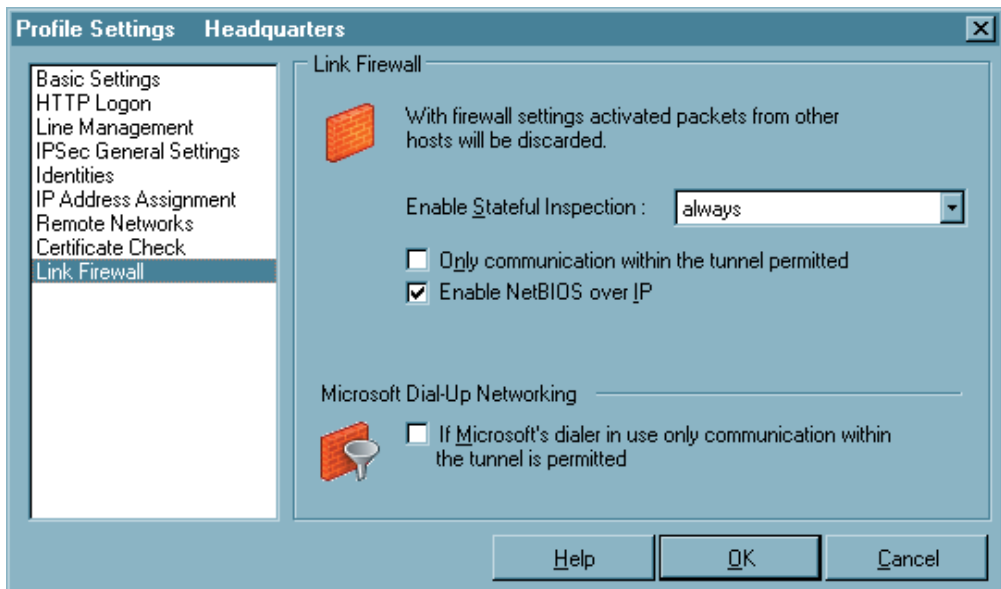 Profile Settings Headquarters
Basic Settings
HTTP Logon
Line Management
IPSec General Settings
Identities
IP Address Assignment
Remote Networks
Certificate Check
Link Firewall
Link Firewall
With firewall settings activated packets from other
hosts will be discarded.
Enable Stateful Inspection :
always
Only communication within the tunnel permitted
Enable NetBIOS over IP
Microsoft Dial-Up Networking
If Microsoft's dialer in use only communication within
the tunnel is permitted
Help
OK
Cancel